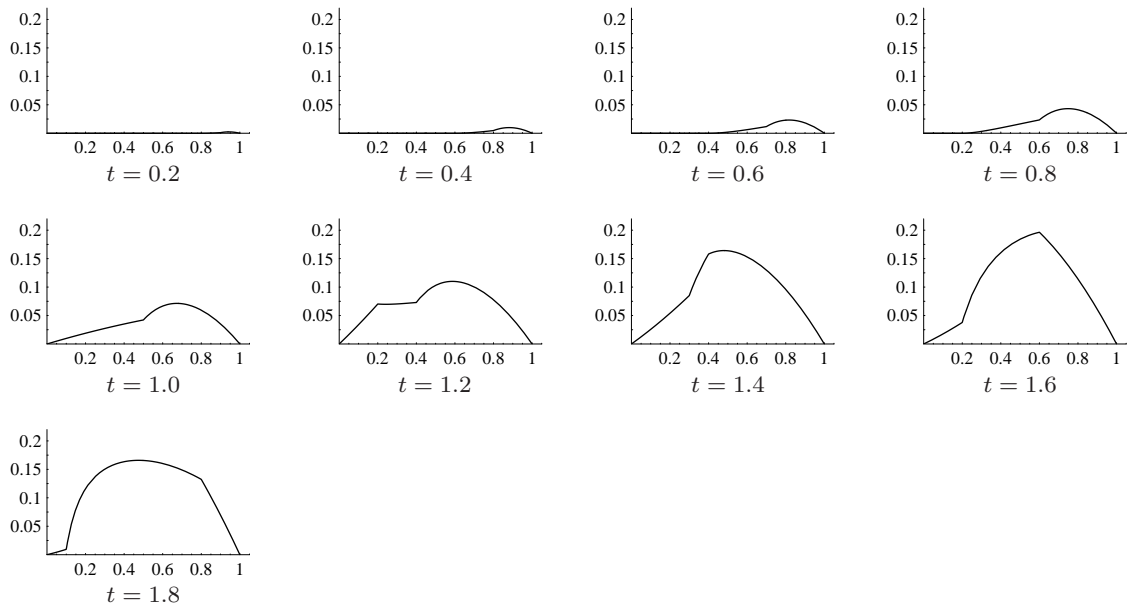 0.2 0.2 0.2 0.2
0.15 0.15 0.15 0.15
0.1 0.1 0.1 0.1
0.05 0.05 0.05 0.05
0.2 0.4 0.6 0.8 1 0.2 0.4 0.6 0.8 1 0.2 0.4 0.6 0.8 1 0.2 0.4 0.6 0.8 1
t = 0.2 t = 0.4 t = 0.6 t = 0.8
0.2 0.2 0.2 0.2
0.15 0.15 0.15 0.15
0.1 0.1 0.1 0.1
0.05 0.05 0.05 0.05
0.2 0.4 0.6 0.8 1 0.2 0.4 0.6 0.8 1 0.2 0.4 0.6 0.8 1 0.2 0.4 0.6 0.8 1
t = 1.0 t = 1.2 t = 1.4 t = 1.6
0.2
0.15
0.1
0.05
0.2 0.4 0.6 0.8 1
t = 1.8